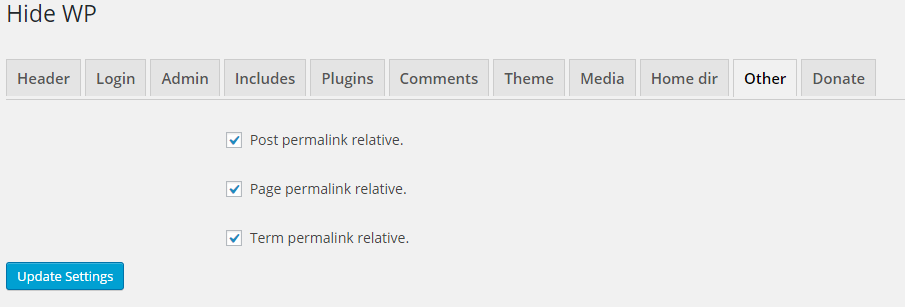 Hide WP
Header Login Admin Includes Plugins Comments Theme Media Home dir Other Donate
Post permalink relative.
Page permalink relative.
Term permalink relative.
Update Settings